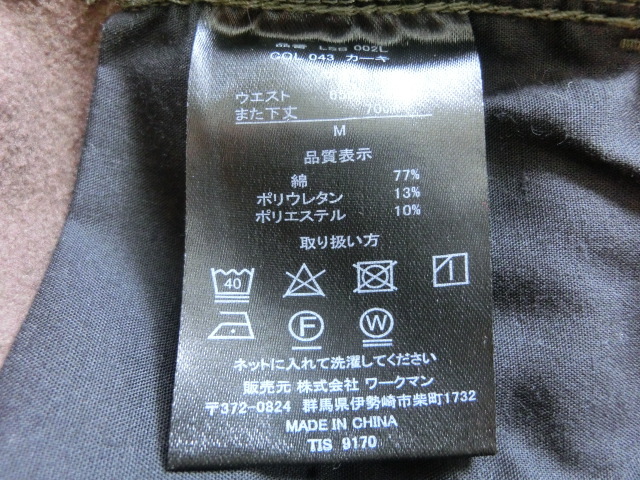 品番 LSB 002L
COL 043 カーキ
ウエスト
また下丈
M
品質表示
綿 77%
ポリウレタン 13%
ポリエステル 10%
取り扱い方
40
F W
ネットに入れて洗濯してください
販売元 株式会社 ワークマン
〒372-0824 群馬県伊勢崎市柴町1732
MADE IN CHINA
TIS 9170